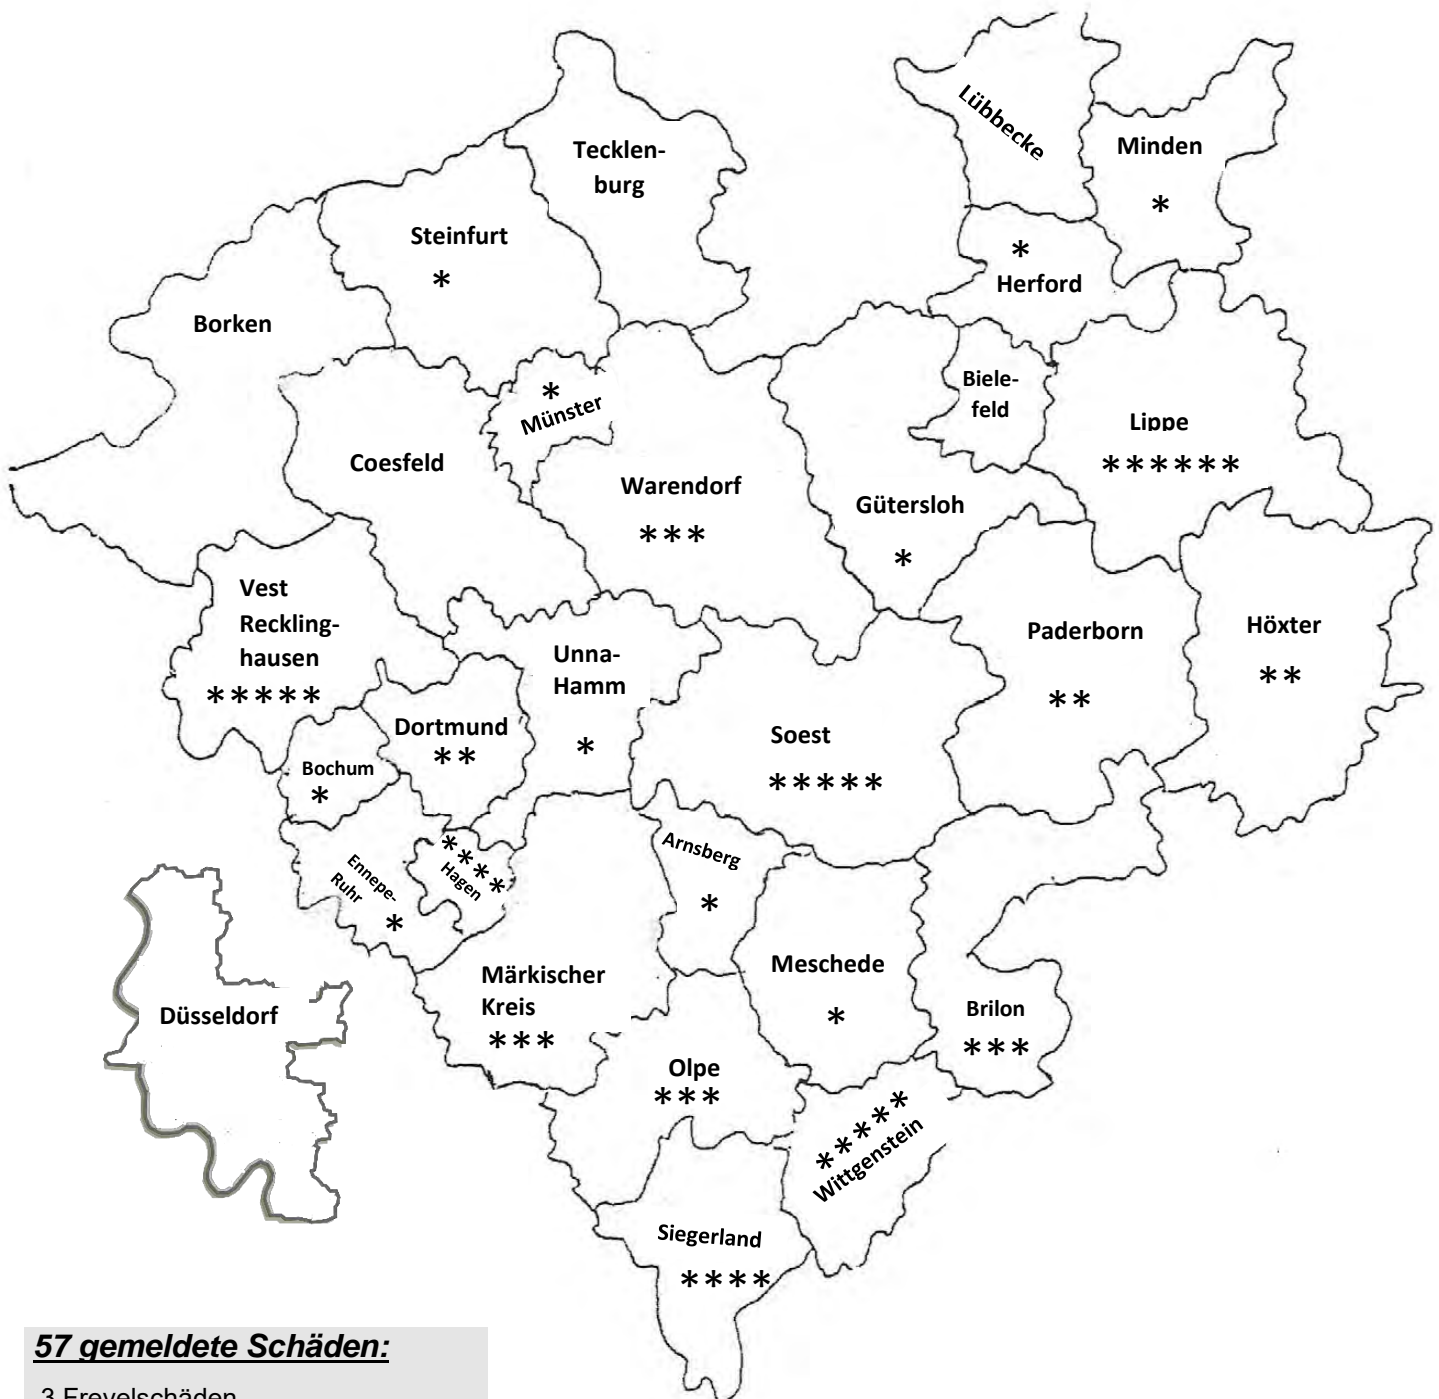 Lübbecke
Minden
*
Tecklen-
burg
Steinfurt
*
*
Herford
Borken
Biele-
feld
*
Münster
Lippe
******
Coesfeld
Warendorf
***
Gütersloh
*
Vest
Reckling-
hausen
*****
Unna-
Hamm
*
Paderborn
**
Höxter
**
Dortmund
**
Soest
*****
Bochum
*
Ennepe-
Ruhr
*
****
Hagen
Arnsberg
*
Märkischer
Kreis
***
Meschede
*
Brilon
***
Düsseldorf
Olpe
***
*****
Wittgenstein
Siegerland
****
57 gemeldete Schäden:
3 Frevelschäden